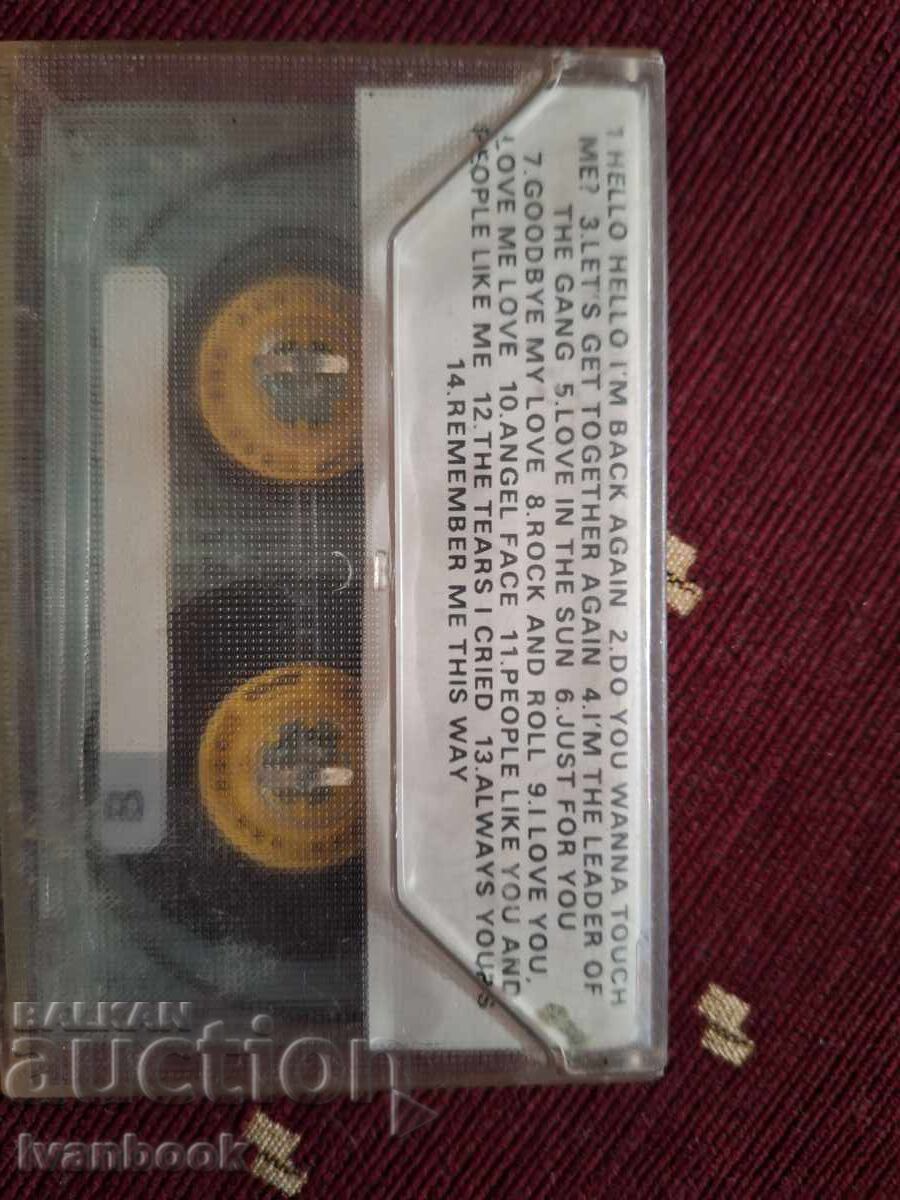 1.HELLO HELLO I'M BACK AGAIN 2.DO YOU WANNA TOUCH
ME? 3.LET'S GET TOGETHER AGAIN 4.I'M THE LEADER OF
THE GANG 5.LOVE IN THE SUN 6.JUST FOR YOU
7.GOODBYE MY LOVE 8.ROCK AND ROLL 9.I LOVE YOU,
LOVE ME LOVE 10.ANGEL FACE 11.PEOPLE LIKE YOU AND
PEOPLE LIKE ME 12.THE TEARS I CRIED 13.ALWAYS YOURS
14.REMEMBER ME THIS WAY
B
BALKAN
auction
Ivanbook